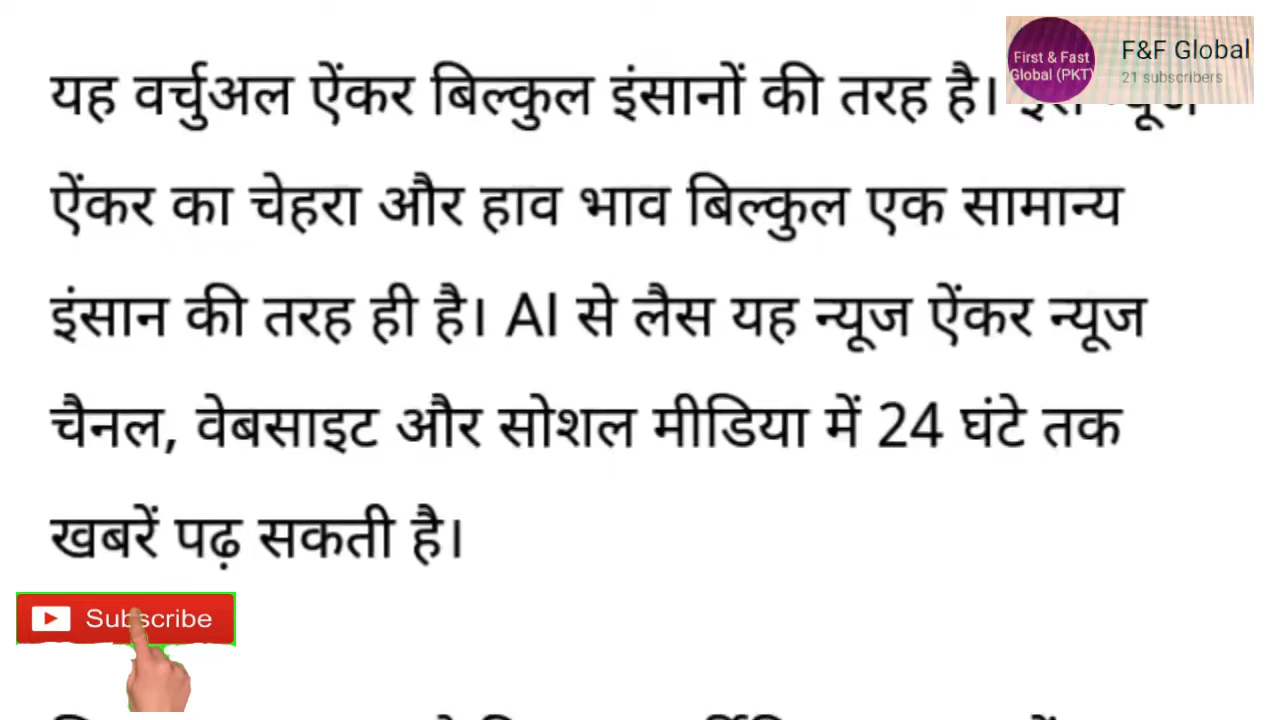 First & Fast
Global (PKT)
F&F Global
21 subscribers
यह वर्चुअल ऐंकर बिल्कुल इंसानों की तरह है।
ऐंकर का चेहरा और हाव भाव बिल्कुल एक सामान्य
इंसान की तरह ही है। AI से लैस यह न्यूज ऐंकर न्यूज
चैनल, वेबसाइट और सोशल मीडिया में 24 घंटे तक
खबरें पढ़ सकती है।
Subscribe